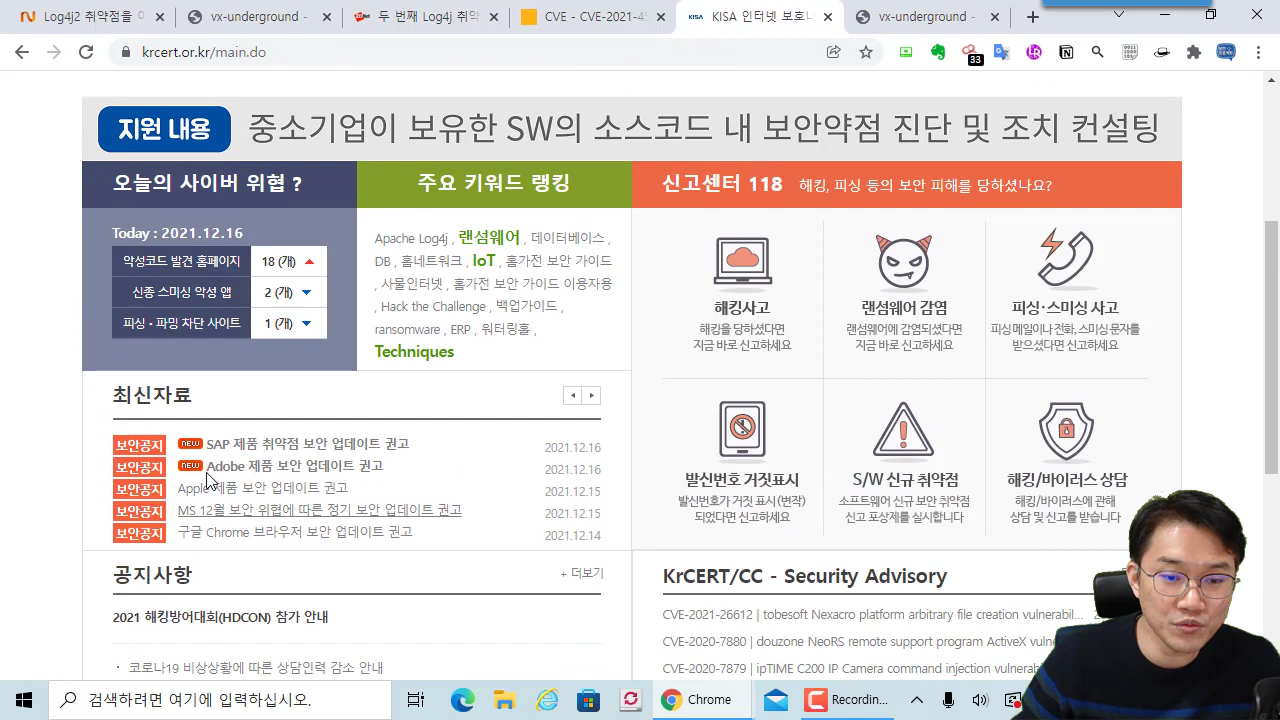 Log4j2 취약점을 이
vx-underground -
두 번째 Log4j 취약
CVE - CVE-2021-4
KISA 인터넷 보호나
vx-underground -
krcert.or.kr/main.do
33
지원 내용
중소기업이 보유한 SW의 소스코드 내 보안약점 진단 및 조치 컨설팅
오늘의 사이버 위협 ?
Today : 2021.12.16
악성코드 발견 홈페이지 18 (개)
신종 스미싱 악성 앱 2 (개)
피싱·파밍 차단 사이트 1 (개)
주요 키워드 랭킹
Apache Log4j , 랜섬웨어 , 데이터베이스 ,
DB , 홈네트워크 , IoT , 홈가전 보안 가이드
, 사물인터넷 , 홈가전 보안 가이드 이용자용
, Hack the Challenge , 백업가이드 ,
ransomware , ERP , 워터링홀 ,
Techniques
신고센터 118 해킹, 피싱 등의 보안 피해를 당하셨나요?
해킹사고
해킹을 당하셨다면
지금 바로 신고하세요
랜섬웨어 감염
랜섬웨어에 감염되셨다면
지금 바로 신고하세요
피싱·스미싱 사고
피싱 메일이나 전화, 스미싱 문자를
받으셨다면 신고하세요
발신번호 거짓표시
발신번호가 거짓 표시(변작)
되었다면 신고하세요
S/W 신규 취약점
소프트웨어 신규 보안 취약점
신고 포상제를 실시합니다
해킹/바이러스 상담
해킹/바이러스에 관해
상담 및 신고를 받습니다
최신자료
보안공지 NEW SAP 제품 취약점 보안 업데이트 권고 2021.12.16
보안공지 NEW Adobe 제품 보안 업데이트 권고 2021.12.16
보안공지 Apple 제품 보안 업데이트 권고 2021.12.15
보안공지 MS 12월 보안 위협에 따른 정기 보안 업데이트 권고 2021.12.15
보안공지 구글 Chrome 브라우저 보안 업데이트 권고 2021.12.14
공지사항 + 더보기
2021 해킹방어대회(HDCON) 참가 안내
· 코로나19 비상상황에 따른 상담인력 감소 안내
KrCERT/CC - Security Advisory
CVE-2021-26612 | tobesoft Nexacro platform arbitrary file creation vulnerabil...
CVE-2020-7880 | douzone NeoRS remote support program ActiveX vulne
CVE-2020-7879 | ipTIME C200 IP Camera command injection vulnerabi
검색하려면 여기에 입력하십시오.
Chrome
Recordin...